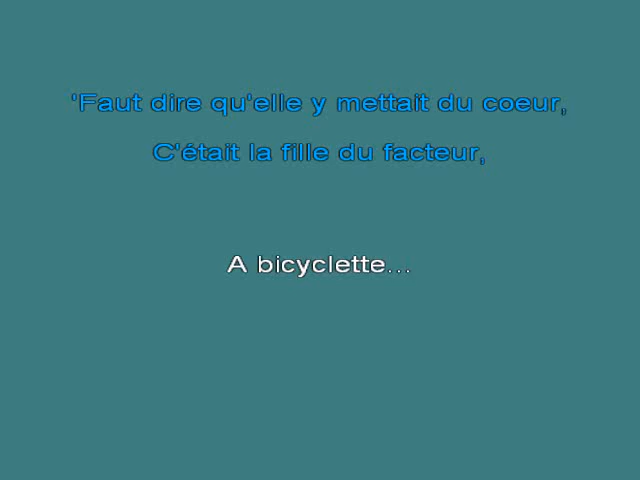 'Faut dire qu'elle y mettait du coeur,
C'était la fille du facteur,
A bicyclette...